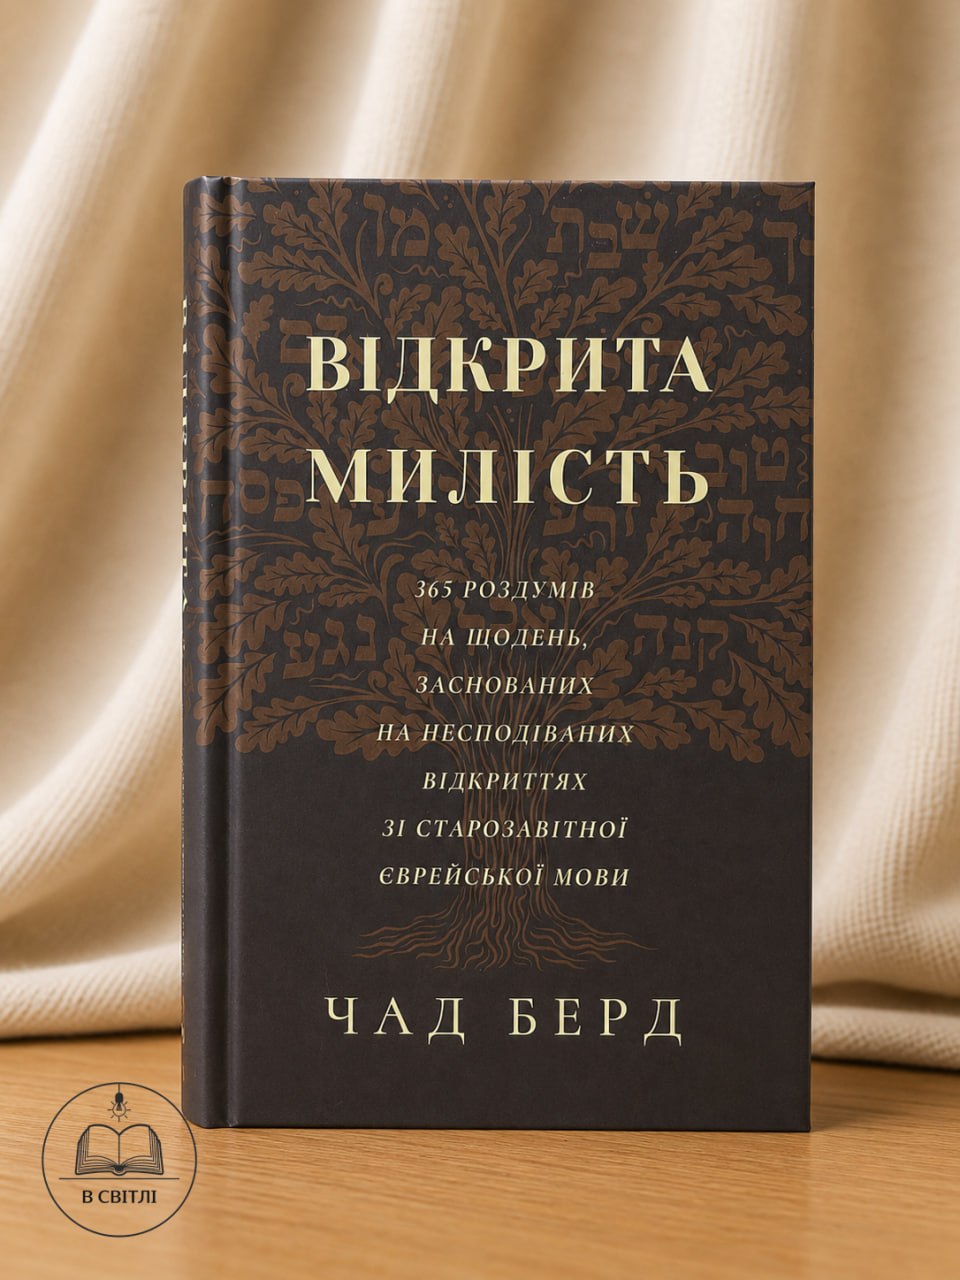 ВІДКРИТА
МИЛІСТЬ
365 РОЗДУМІВ
НА ЩОДЕНЬ,
ЗАСНОВАНИХ
НА НЕСПОДІВАНИХ
ВІДКРИТТЯХ
ЗІ СТАРОЗАВІТНОЇ
ЄВРЕЙСЬКОЇ МОВИ
ЧАД БЕРД
В СВІТЛІ